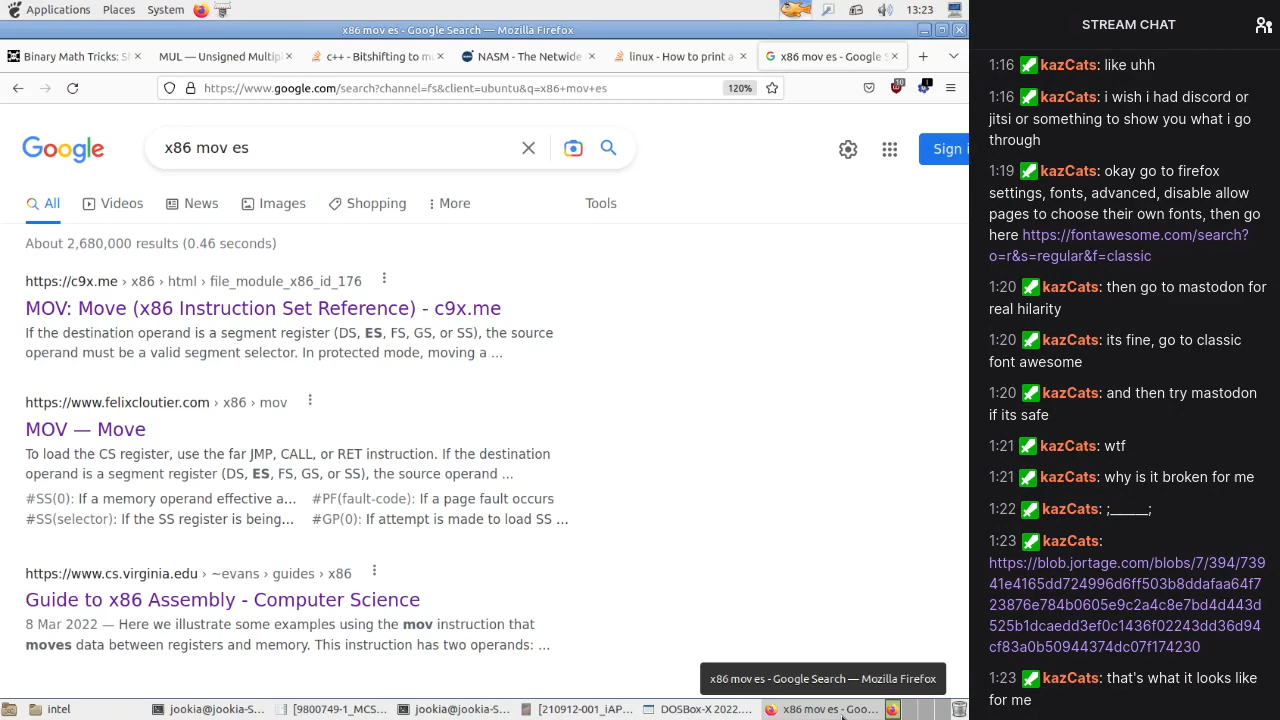 Applications Places System 13:23
x86 mov es - Google Search — Mozilla Firefox
Binary Math Tricks: S
MUL — Unsigned Multipl
c++ - Bitshifting to m
NASM - The Netwide
linux - How to print a
x86 mov es - Google S
https://www.google.com/search?channel=fs&client=ubuntu&q=x86+mov+es 120% 10 1
Google
x86 mov es
Sign i
All Videos News Images Shopping More Tools
About 2,680,000 results (0.46 seconds)
https://c9x.me › x86 › html › file_module_x86_id_176
MOV: Move (x86 Instruction Set Reference) - c9x.me
If the destination operand is a segment register (DS, ES, FS, GS, or SS), the source
operand must be a valid segment selector. In protected mode, moving a ...
https://www.felixcloutier.com › x86 › mov
MOV — Move
To load the CS register, use the far JMP, CALL, or RET instruction. If the destination
operand is a segment register (DS, ES, FS, GS, or SS), the source operand ...
#SS(0): If a memory operand effective a... #PF(fault-code): If a page fault occurs
#SS(selector): If the SS register is being... #GP(0): If attempt is made to load SS ...
https://www.cs.virginia.edu › ~evans › guides › x86
Guide to x86 Assembly - Computer Science
8 Mar 2022 — Here we illustrate some examples using the mov instruction that
moves data between registers and memory. This instruction has two operands: ...
x86 mov es - Google Search — Mozilla Firefox
intel
jookia@jookia-S...
[980929-9-1_MCS...
jookia@jookia-S...
[210912-001_iAP...
DOSBox-X 2022....
x86 mov es - Goo...
STREAM CHAT
1:16 kazCats: like uhh
1:16 kazCats: i wish i had discord or
jitsi or something to show you what i go
through
1:19 kazCats: okay go to firefox
settings, fonts, advanced, disable allow
pages to choose their own fonts, then go
here https://fontawesome.com/search?
o=r&s=regular&f=classic
1:20 kazCats: then go to mastodon for
real hilarity
1:20 kazCats: its fine, go to classic
font awesome
1:20 kazCats: and then try mastodon
if its safe
1:21 kazCats: wtf
1:21 kazCats: why is it broken for me
1:22 kazCats: ;______;
1:23 kazCats:
https://blob.jortage.com/blobs/7/394/739
41e4165dd724996d6ff503b8ddafaa64f7
23876e784b0605e9c2a4c8e7bd4d443d
525b1dcaedd3ef0c1436f02243dd36d94
cf83a0b50944374dc07f174230
1:23 kazCats: that's what it looks like
for me